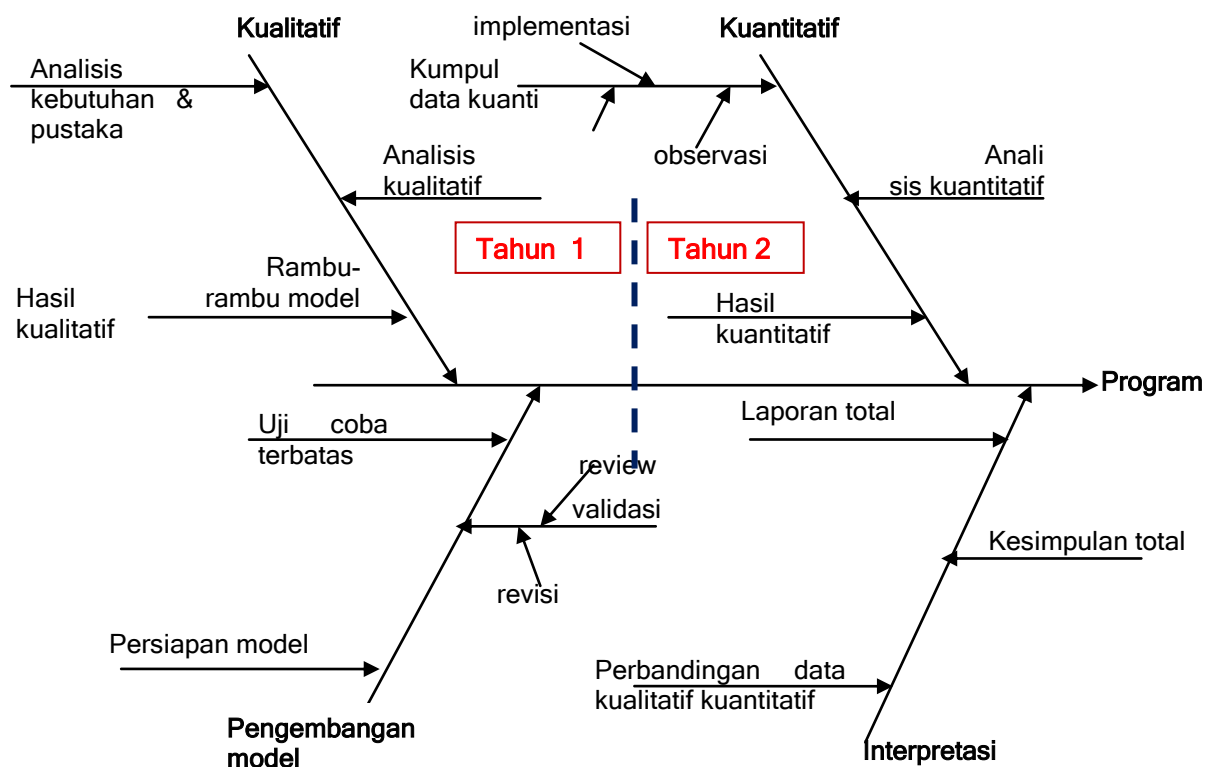 Kualitatif
implementasi
Kuantitatif
Analisis
kebutuhan &
pustaka
Kumpul
data kuanti
Analisis
kualitatif
observasi
Anali
sis kuantitatif
Tahun 1
Tahun 2
Rambu-
rambu model
Hasil
kualitatif
Hasil
kuantitatif
Program
Uji coba
terbatas
Laporan total
review
validasi
Kesimpulan total
revisi
Persiapan model
Perbandingan data
kualitatif kuantitatif
Pengembangan
model
Interpretasi